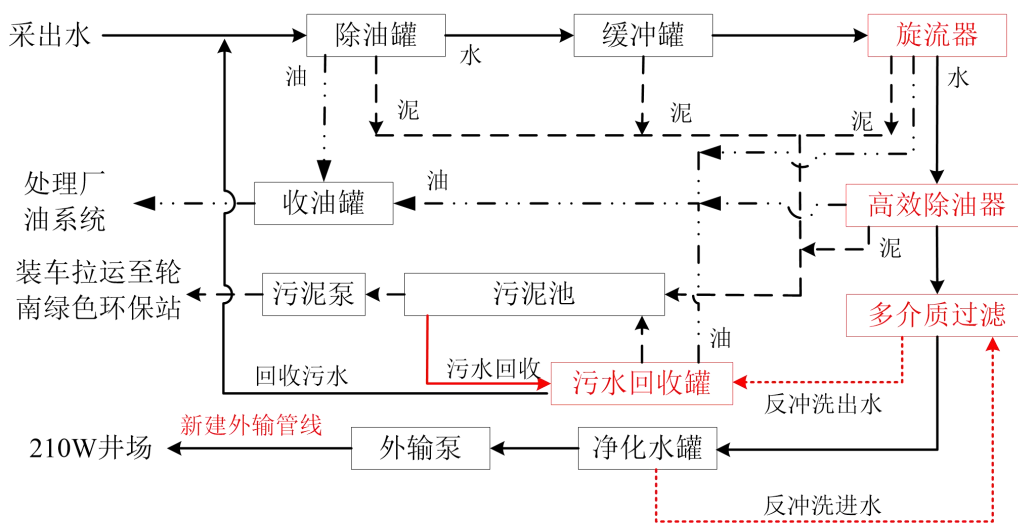 采出水
除油罐
水
缓冲罐
旋流器
油
泥
泥
泥
水
处理厂
油系统
收油罐
油
高效除油器
泥
装车拉运至轮
南绿色环保站
污泥泵
污泥池
多介质过滤
油
回收污水
污水回收
污水回收罐
反冲洗出水
新建外输管线
210W井场
外输泵
净化水罐
反冲洗进水